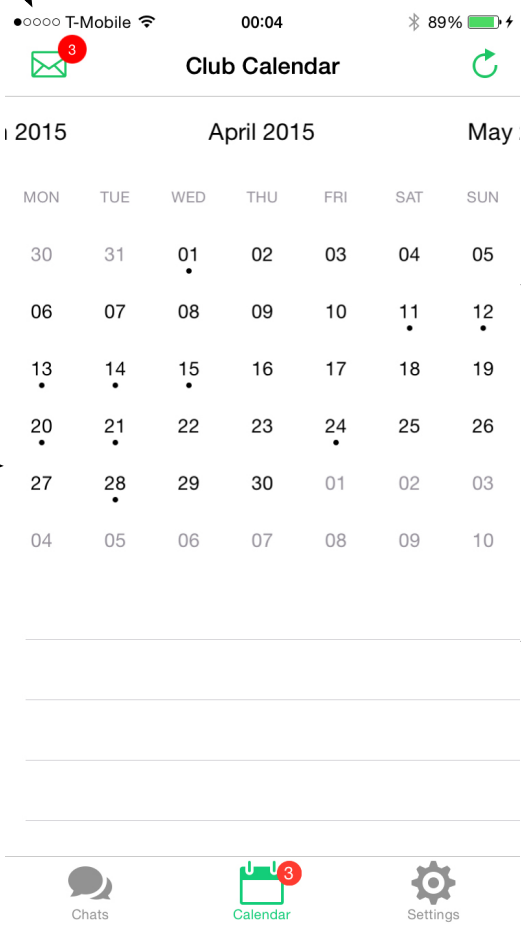 T-Mobile 00:04 89%
3
Club Calendar
2015 April 2015 May
MON TUE WED THU FRI SAT SUN
30 31 01 02 03 04 05
06 07 08 09 10 11 12
13 14 15 16 17 18 19
20 21 22 23 24 25 26
27 28 29 30 01 02 03
04 05 06 07 08 09 10
3
Chats Calendar Settings